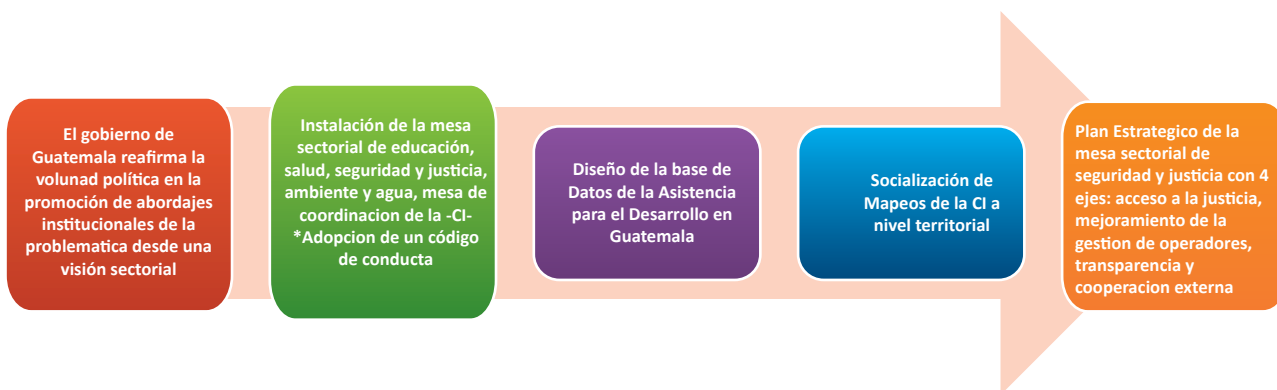 El gobierno de
Guatemala reafirma la
volunad política en la
promoción de abordajes
institucionales de la
problematica desde una
visión sectorial
Instalación de la mesa
sectorial de educación,
salud, seguridad y justicia,
ambiente y agua, mesa de
coordinacion de la -CI-
*Adopcion de un código
de conducta
Diseño de la base de
Datos de la Asistencia
para el Desarrollo en
Guatemala
Socialización de
Mapeos de la CI a
nivel territorial
Plan Estrategico de la
mesa sectorial de
seguridad y justicia con 4
ejes: acceso a la justicia,
mejoramiento de la
gestion de operadores,
transparencia y
cooperacion externa